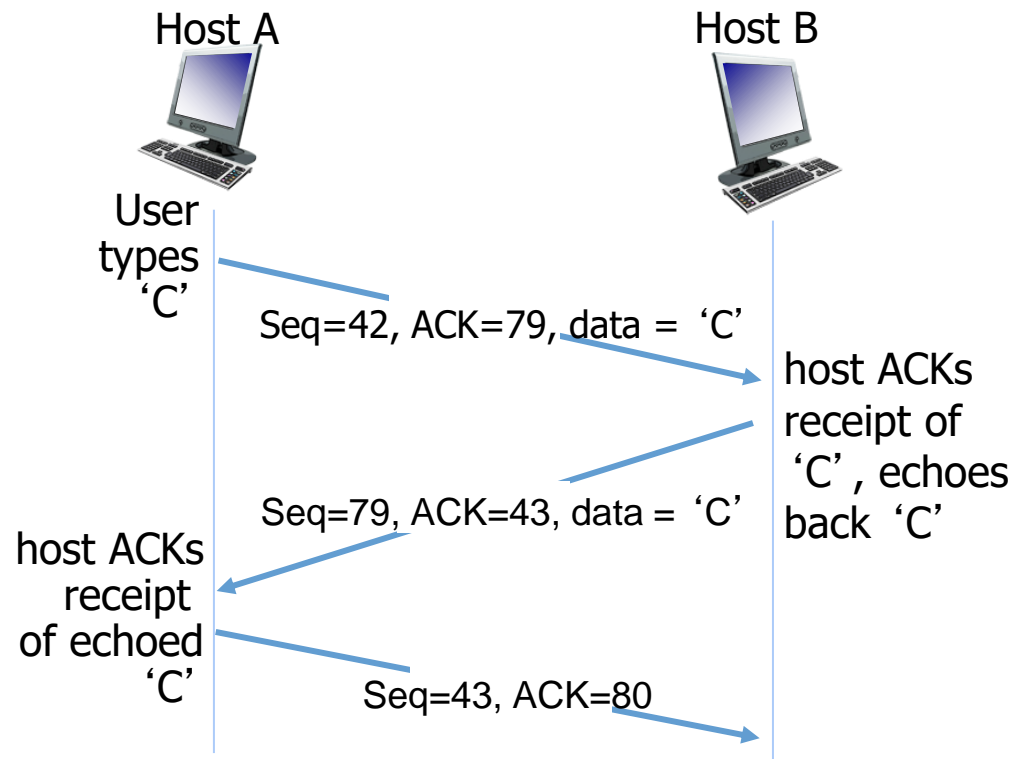 Host A
Host B
User
types
‘C’
Seq=42, ACK=79, data = ‘C’
host ACKs
receipt of
‘C’, echoes
back ‘C’
Seq=79, ACK=43, data = ‘C’
host ACKs
receipt
of echoed
‘C’
Seq=43, ACK=80